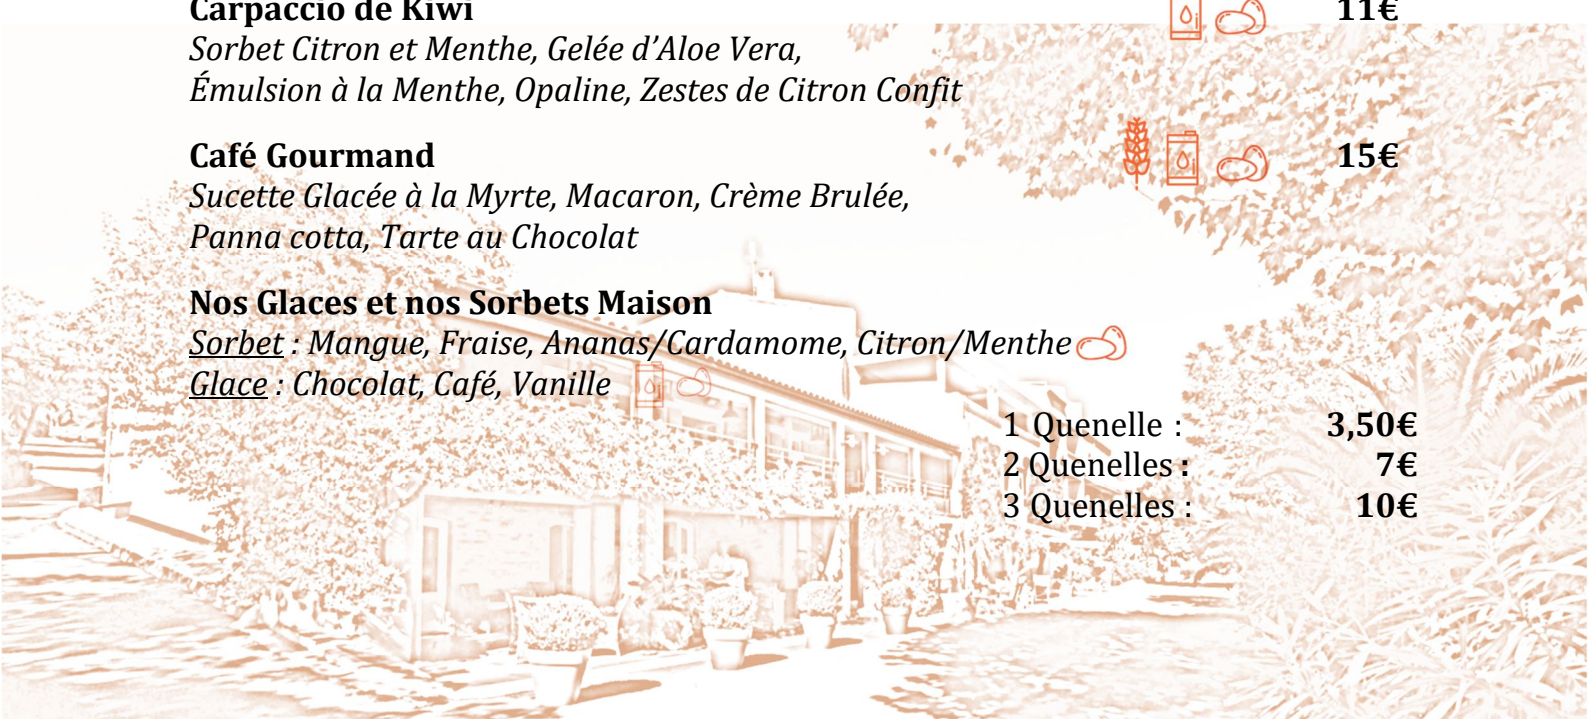 Carpaccio de Kiwi 11€
Sorbet Citron et Menthe, Gelée d’Aloe Vera,
Émulsion à la Menthe, Opaline, Zestes de Citron Confit
Café Gourmand 15€
Sucette Glacée à la Myrte, Macaron, Crème Brulée,
Panna cotta, Tarte au Chocolat
Nos Glaces et nos Sorbets Maison
Sorbet : Mangue, Fraise, Ananas/Cardamome, Citron/Menthe
Glace : Chocolat, Café, Vanille
1 Quenelle : 3,50€
2 Quenelles : 7€
3 Quenelles : 10€